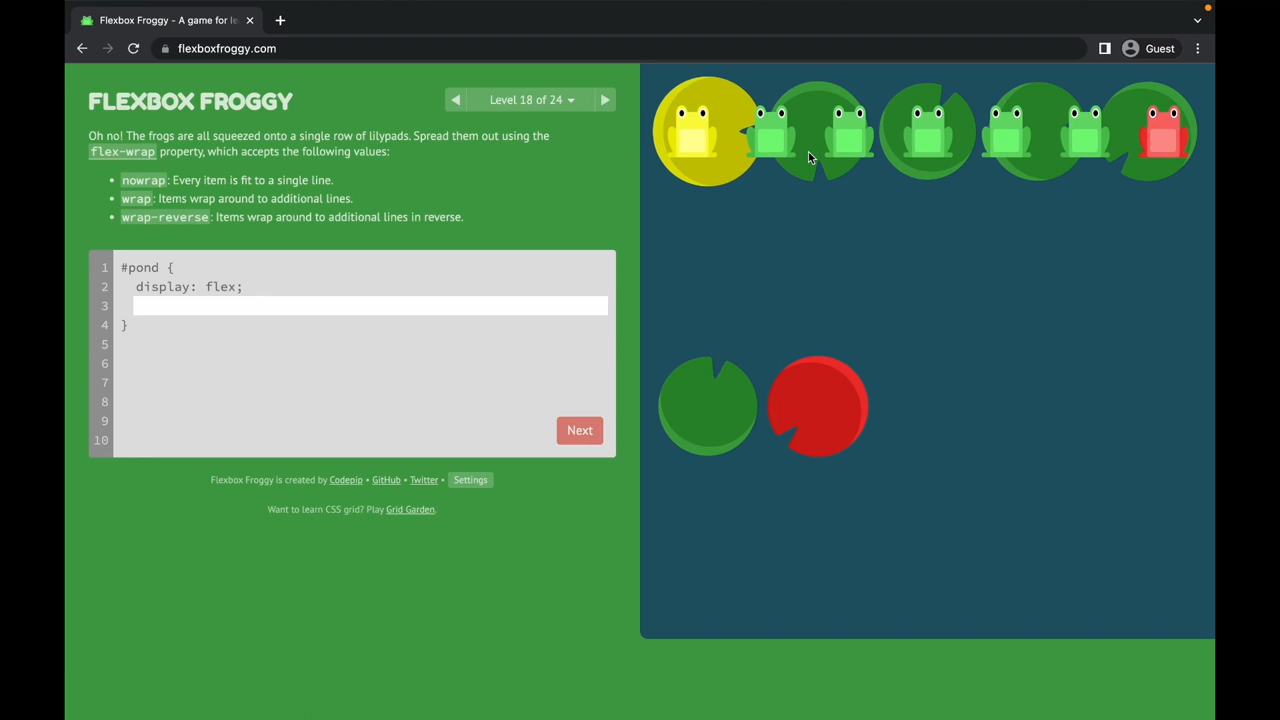 Flexbox Froggy - A game for le
flexboxfroggy.com
Guest
FLEXBOX FROGGY
Level 18 of 24
Oh no! The frogs are all squeezed onto a single row of lilypads. Spread them out using the
flex-wrap property, which accepts the following values:
• nowrap: Every item is fit to a single line.
• wrap: Items wrap around to additional lines.
• wrap-reverse: Items wrap around to additional lines in reverse.
1 #pond {
2 display: flex;
3
4 }
5
6
7
8
9
10
Next
Flexbox Froggy is created by Codepip • GitHub • Twitter • Settings
Want to learn CSS grid? Play Grid Garden.